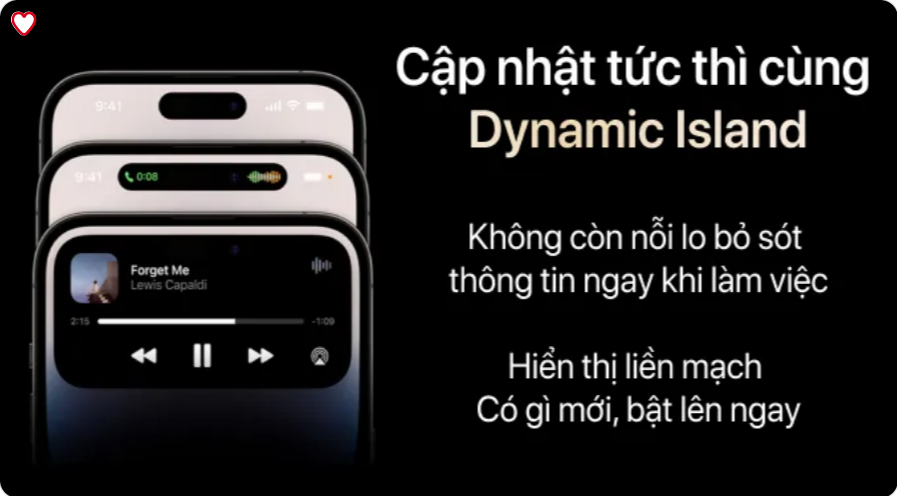 Cập nhật tức thì cùng
Dynamic Island
9:41
9:41
0:08
Forget Me
Lewis Capaldi
2:15
-1:09
Không còn nỗi lo bỏ sót
thông tin ngay khi làm việc
Hiển thị liền mạch
Có gì mới, bật lên ngay